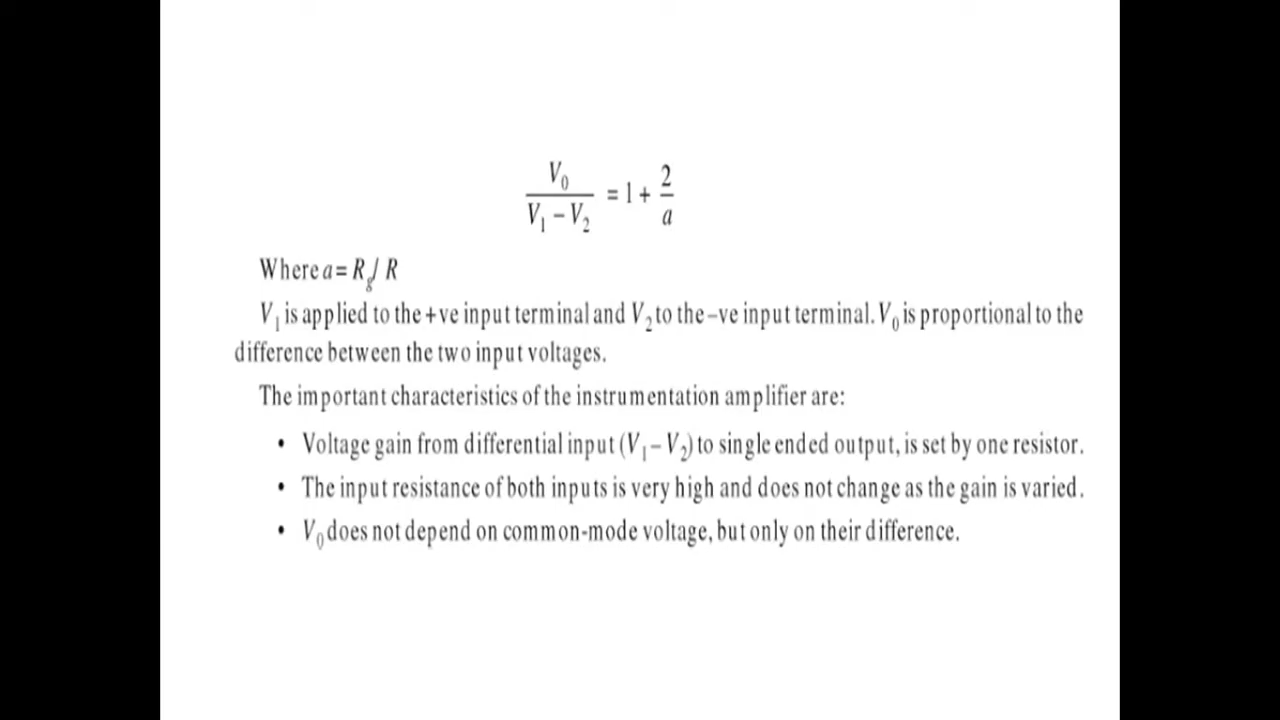 V₀ / (V₁ – V₂) = 1 + 2/a
Where a = R_g / R
V₁ is applied to the +ve input terminal and V₂ to the –ve input terminal. V₀ is proportional to the
difference between the two input voltages.
The important characteristics of the instrumentation amplifier are:
• Voltage gain from differential input (V₁ – V₂) to single ended output, is set by one resistor.
• The input resistance of both inputs is very high and does not change as the gain is varied.
• V₀ does not depend on common-mode voltage, but only on their difference.